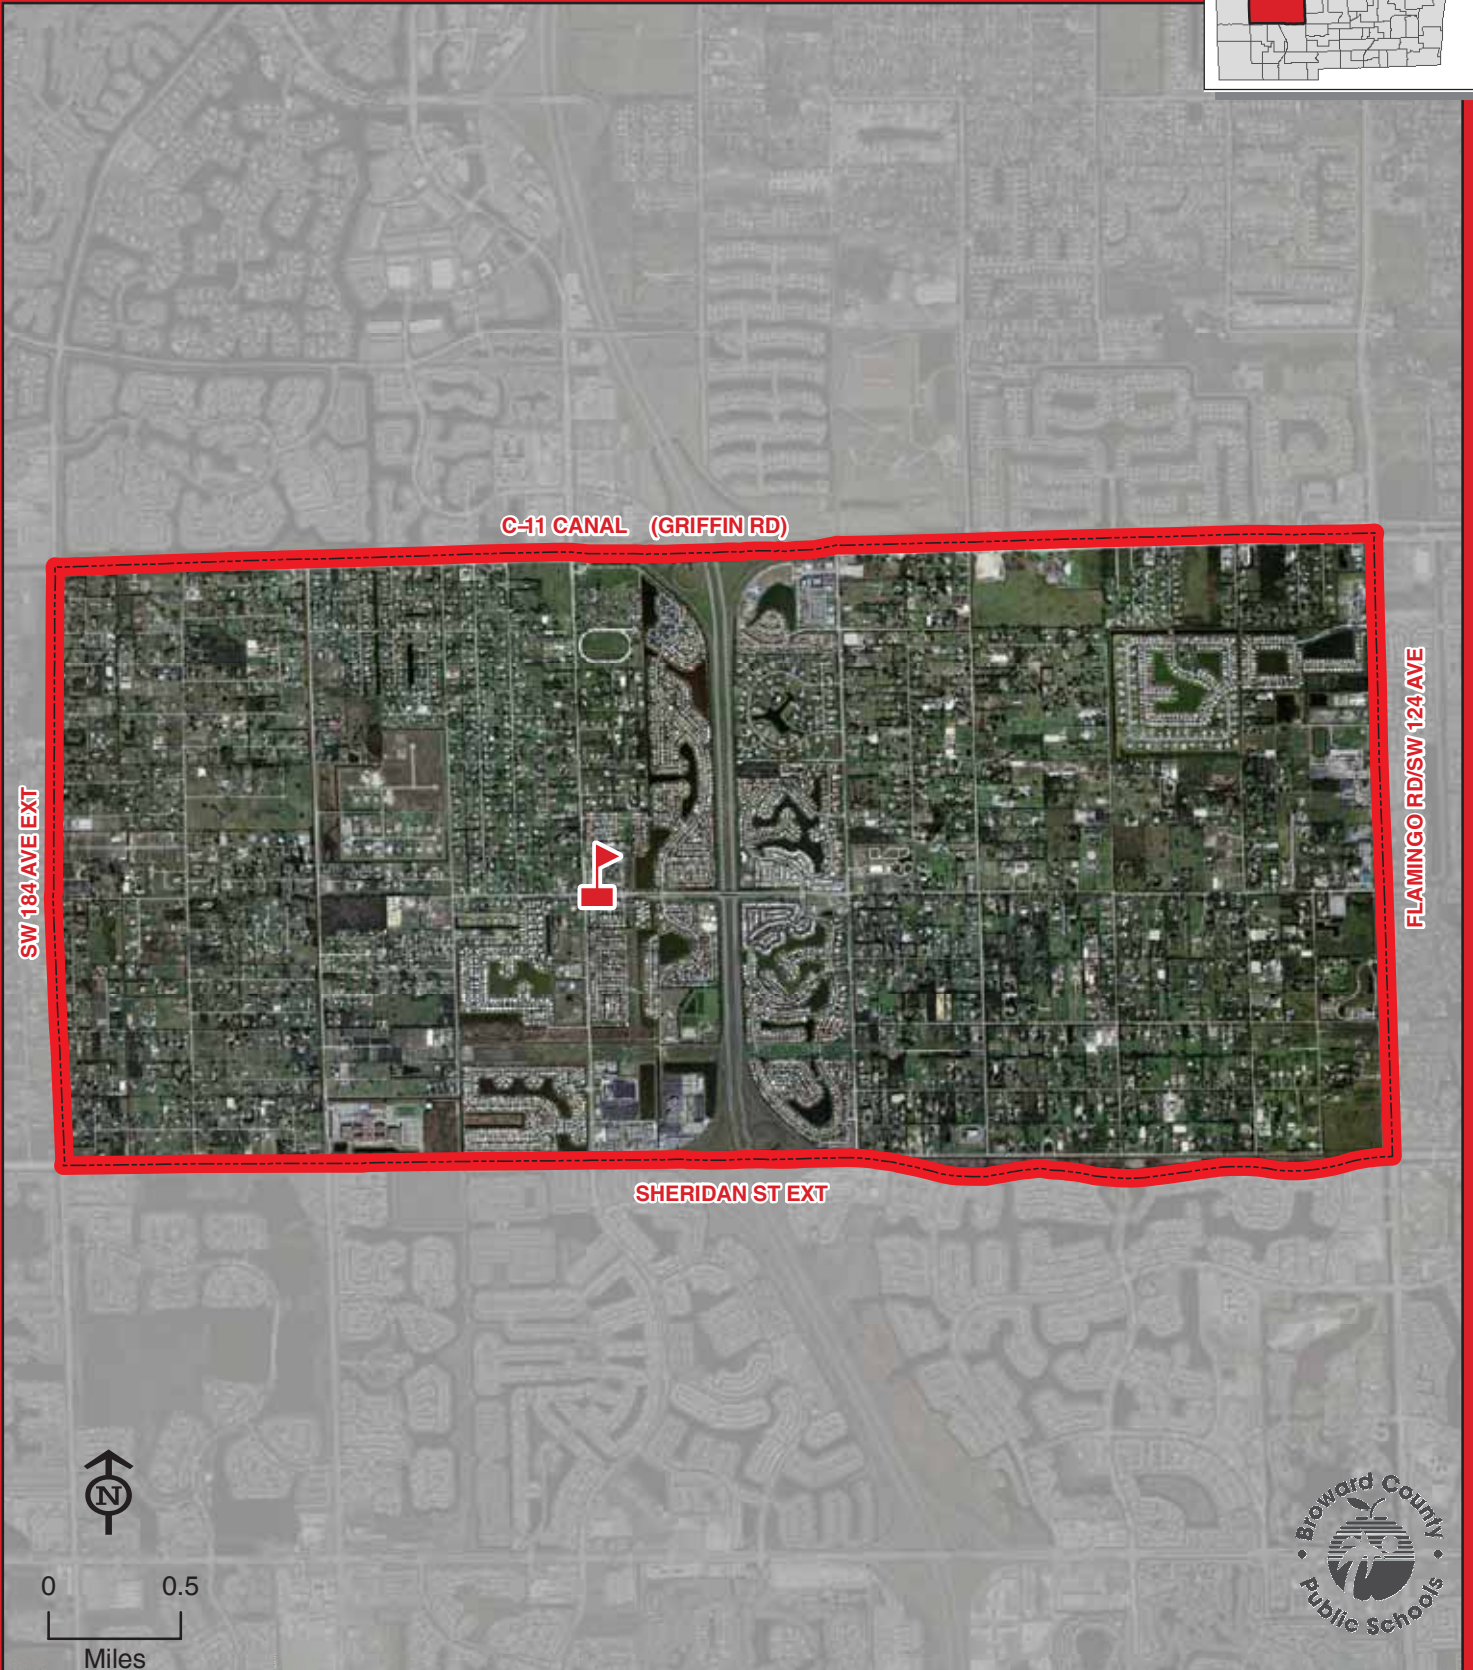 C-11 CANAL (GRIFFIN RD)
SW 184 AVE EXT
FLAMINGO RD/SW 124 AVE
SHERIDAN ST EXT
N
0 0.5
Miles
Broward County
Public Schools